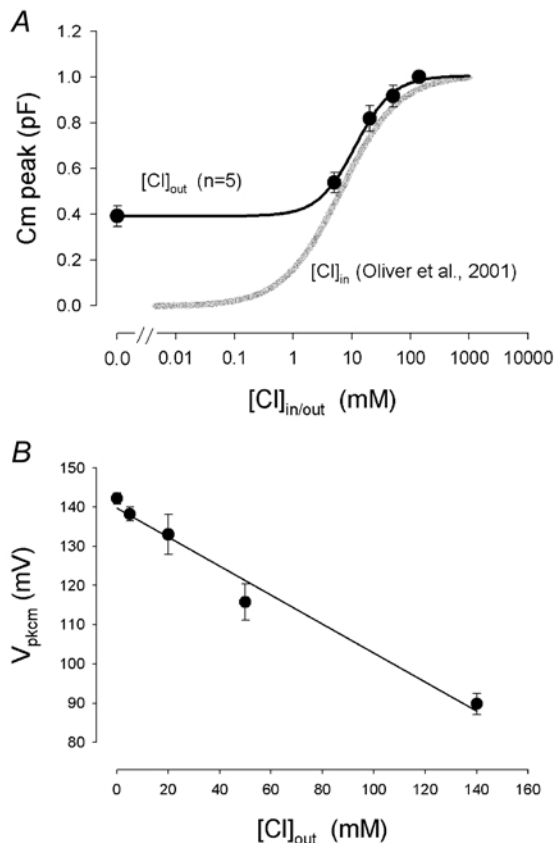 A
1.2
1.0
0.8
0.6
0.4
0.2
0.0
Cm peak (pF)
[Cl]out (n=5)
[Cl]in (Oliver et al., 2001)
0.0 // 0.01 0.1 1 10 100 1000 10000
[Cl]in/out (mM)
B
150
140
130
120
110
100
90
80
Vpkcm (mV)
0 20 40 60 80 100 120 140 160
[Cl]out (mM)